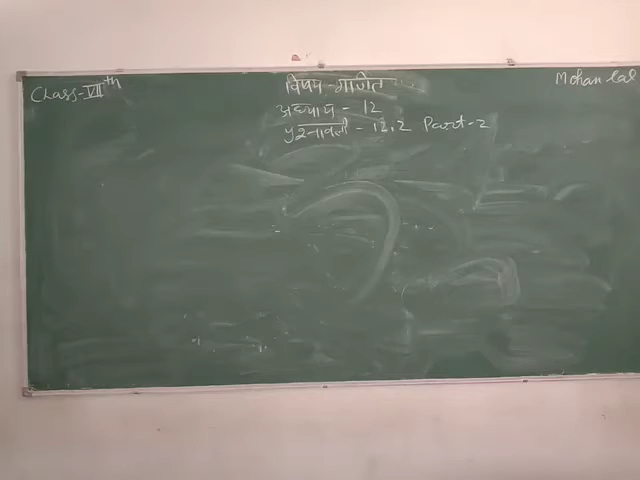 Class-VIIth
विषय-गणित
Mohan Lal
अध्याय - 12
प्रश्नावली - 12.2 Part-2